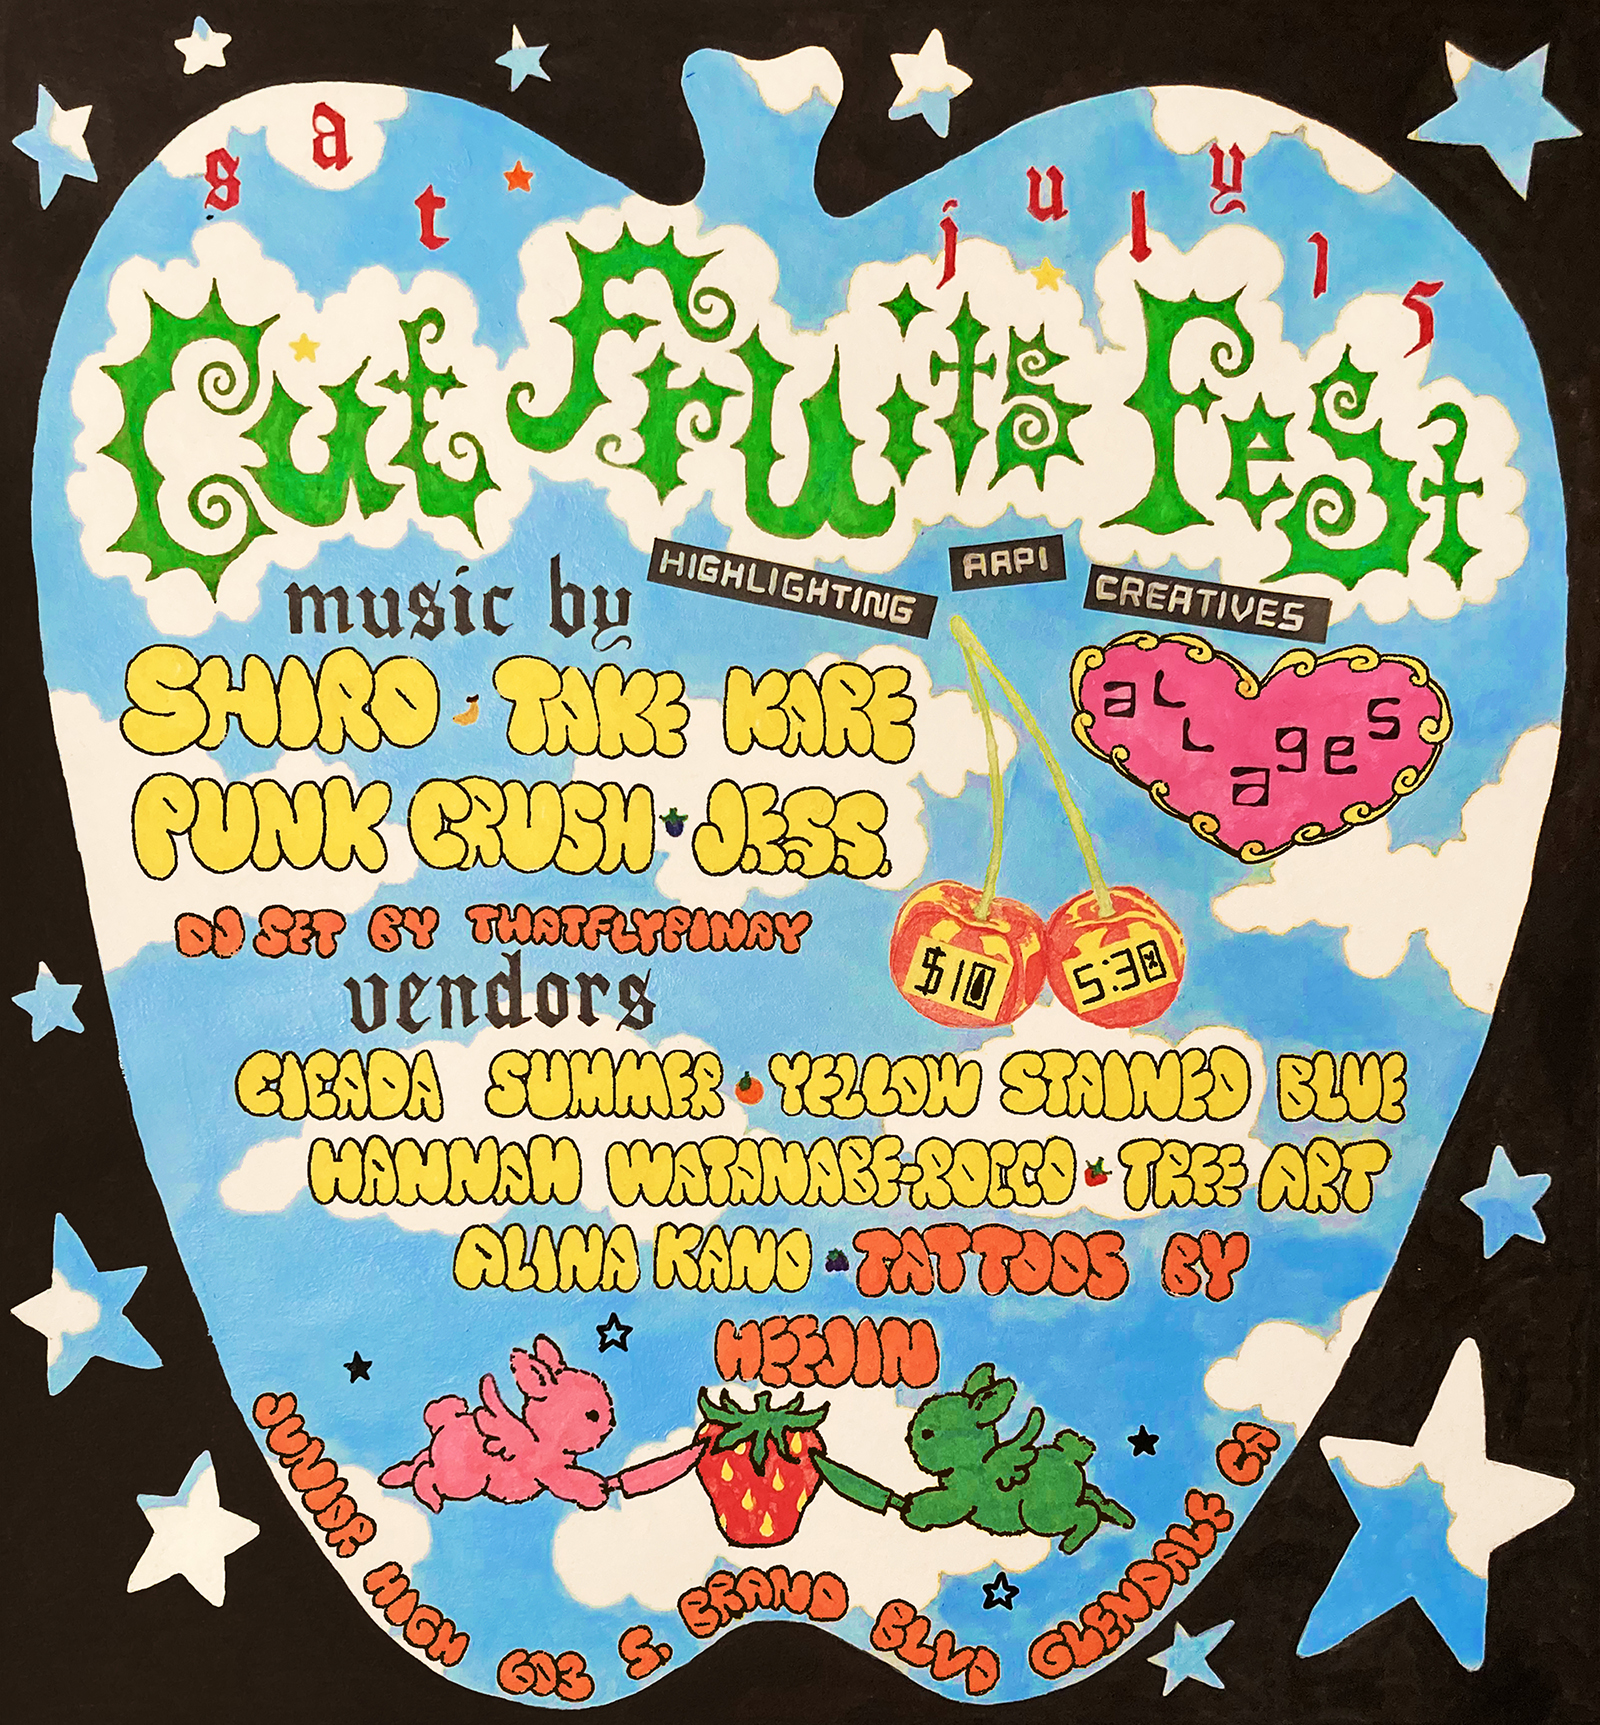 sat july 15
Cut Fruits Fest
HIGHLIGHTING AAPI CREATIVES
music by
SHIRO TAKE KARE
PUNK CRUSH J.E.S.S.
all ages
DJ SET BY THATFLYPINAY
$10 5:30
vendors
CICADA SUMMER YELLOW STAINED BLUE
HANNAH WATANABE-ROCCO TREE ART
ALINA KANO TATTOOS BY
HEEJIN
JUNIOR HIGH 603 S. BRAND BLVD GLENDALE CA